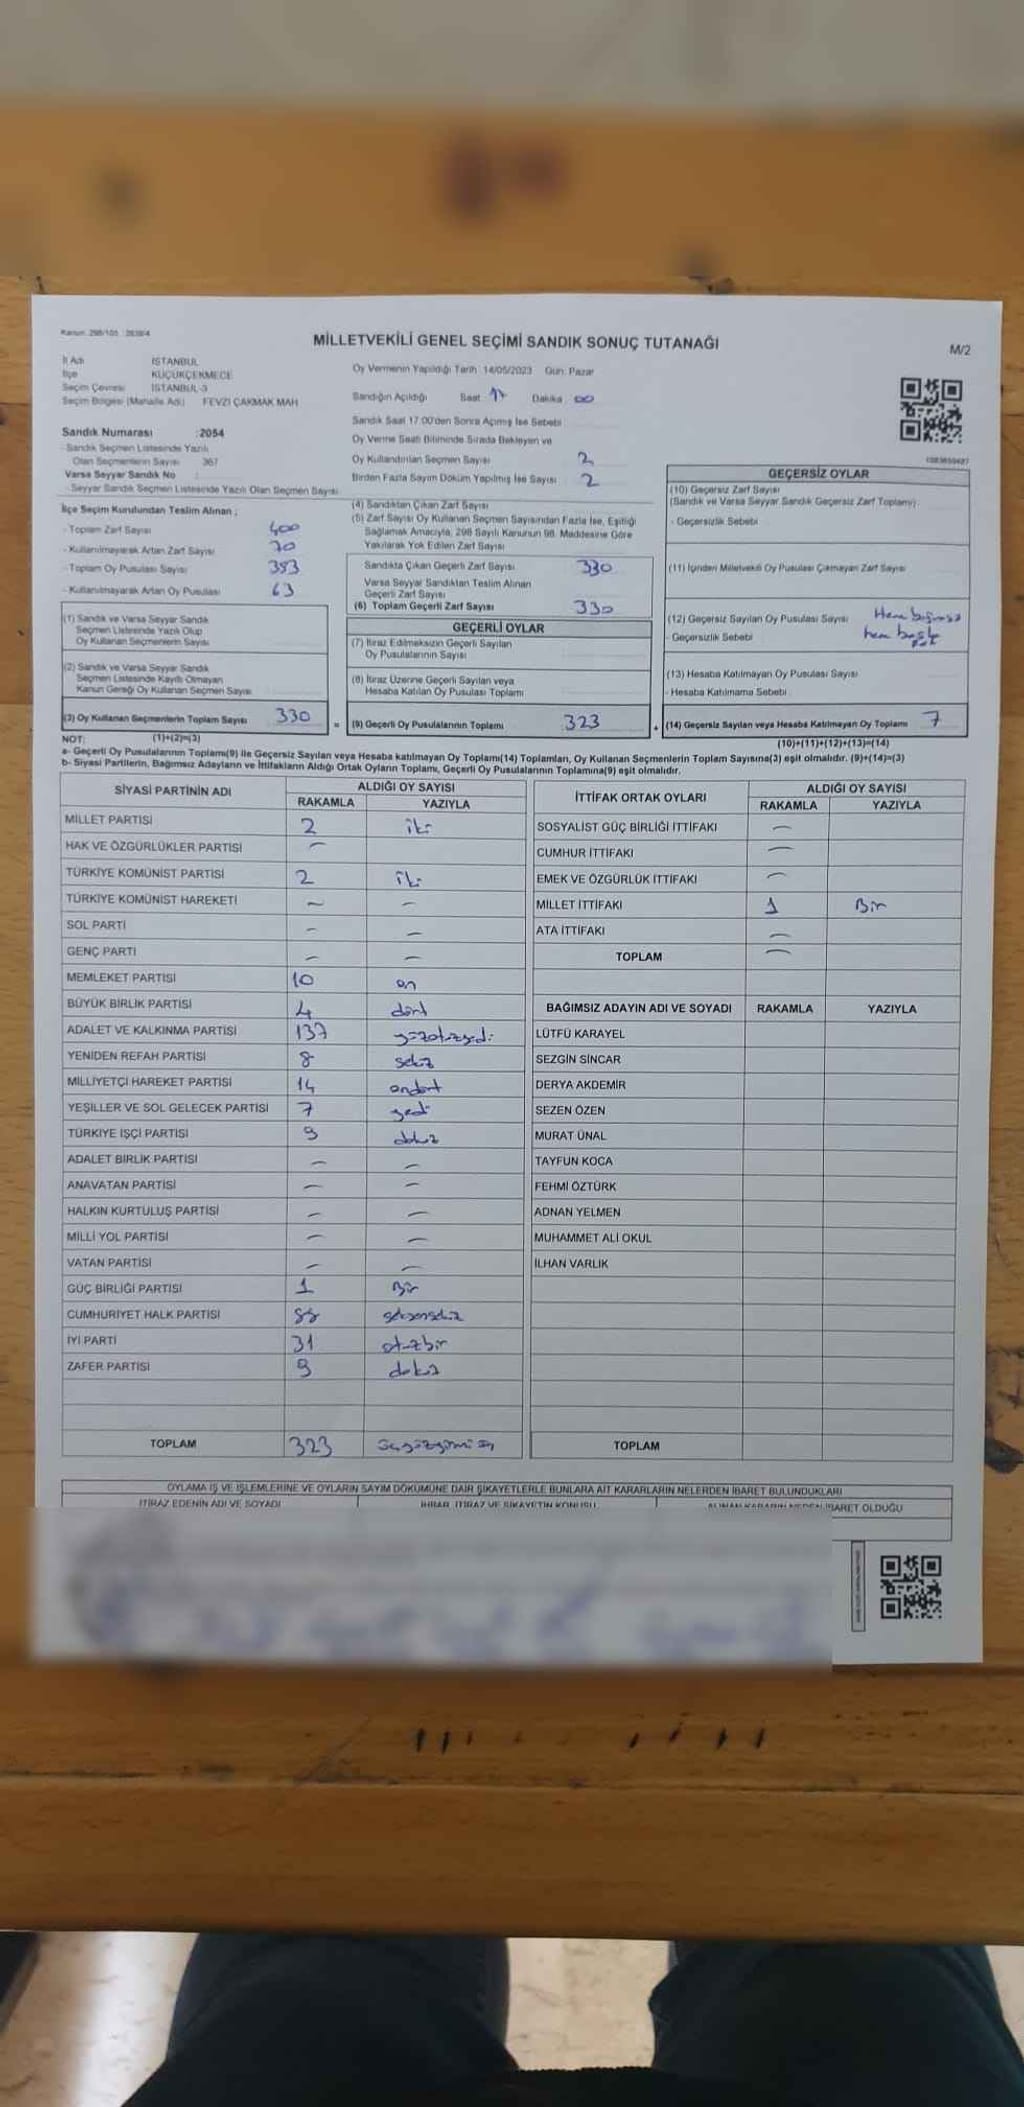 Kanun: 298/105 : 2839/4
MİLLETVEKİLİ GENEL SEÇİMİ SANDIK SONUÇ TUTANAĞI
M/2
İl Adı İSTANBUL
İlçe KÜÇÜKÇEKMECE
Seçim Çevresi İSTANBUL-3
Seçim Bölgesi (Mahalle Adı) FEVZİ ÇAKMAK MAH
Sandık Numarası :2054
Sandık Seçmen Listesinde Yazılı
Olan Seçmenlerin Sayısı 367
Varsa Seyyar Sandık No
Seyyar Sandık Seçmen Listesinde Yazılı Olan Seçmen Sayısı
İlçe Seçim Kurulundan Teslim Alınan ;
- Toplam Zarf Sayısı 400
- Kullanılmayarak Artan Zarf Sayısı 70
- Toplam Oy Pusulası Sayısı 393
- Kullanılmayarak Artan Oy Pusulası 63
(1) Sandık ve Varsa Seyyar Sandık
Seçmen Listesinde Yazılı Olup
Oy Kullanan Seçmenlerin Sayısı
(2) Sandık ve Varsa Seyyar Sandık
Seçmen Listesinde Kayıtlı Olmayan
Kanun Gereği Oy Kullanan Seçmen Sayısı
(3) Oy Kullanan Seçmenlerin Toplam Sayısı 330
Oy Vermenin Yapıldığı Tarih :14/05/2023 Gün: Pazar
Sandığın Açıldığı Saat 17 Dakika 00
Sandık Saat 17:00'den Sonra Açılmış İse Sebebi
Oy Verme Saati Bitiminde Sırada Bekleyen ve
Oy Kullandırılan Seçmen Sayısı 2
Birden Fazla Sayım Döküm Yapılmış İse Sayısı 2
(4) Sandıktan Çıkan Zarf Sayısı
(5) Zarf Sayısı Oy Kullanan Seçmen Sayısından Fazla İse, Eşitliği
Sağlamak Amacıyla, 298 Sayılı Kanunun 98. Maddesine Göre
Yakılarak Yok Edilen Zarf Sayısı
Sandıkta Çıkan Geçerli Zarf Sayısı 330
Varsa Seyyar Sandıktan Teslim Alınan
Geçerli Zarf Sayısı
(6) Toplam Geçerli Zarf Sayısı 330
GEÇERLİ OYLAR
(7) İtiraz Edilmeksizin Geçerli Sayılan
Oy Pusulalarının Sayısı
(8) İtiraz Üzerine Geçerli Sayılan veya
Hesaba Katılan Oy Pusulası Toplamı
= (9) Geçerli Oy Pusulalarının Toplamı 323
GEÇERSİZ OYLAR
(10) Geçersiz Zarf Sayısı
(Sandık ve Varsa Seyyar Sandık Geçersiz Zarf Toplamı)
- Geçersizlik Sebebi
(11) İçinden Milletvekili Oy Pusulası Çıkmayan Zarf Sayısı
(12) Geçersiz Sayılan Oy Pusulası Sayısı
- Geçersizlik Sebebi
(13) Hesaba Katılmayan Oy Pusulası Sayısı
- Hesaba Katılmama Sebebi
+ (14) Geçersiz Sayılan veya Hesaba Katılmayan Oy Toplamı 7
NOT: (1)+(2)=(3)
(10)+(11)+(12)+(13)=(14)
a- Geçerli Oy Pusulalarının Toplamı(9) ile Geçersiz Sayılan veya Hesaba katılmayan Oy Toplamı(14) Toplamları, Oy Kullanan Seçmenlerin Toplam Sayısına(3) eşit olmalıdır. (9)+(14)=(3)
b- Siyasi Partilerin, Bağımsız Adayların ve İttifakların Aldığı Ortak Oyların Toplamı, Geçerli Oy Pusulalarının Toplamına(9) eşit olmalıdır.
SİYASİ PARTİNİN ADI ALDIĞI OY SAYISI
RAKAMLA YAZIYLA
MİLLET PARTİSİ 2 iki
HAK VE ÖZGÜRLÜKLER PARTİSİ —
TÜRKİYE KOMÜNİST PARTİSİ 2 iki
TÜRKİYE KOMÜNİST HAREKETİ — —
SOL PARTİ — —
GENÇ PARTİ — —
MEMLEKET PARTİSİ 10 on
BÜYÜK BİRLİK PARTİSİ 4 dört
ADALET VE KALKINMA PARTİSİ 137 yüzotuzyedi
YENİDEN REFAH PARTİSİ 8 sekiz
MİLLİYETÇİ HAREKET PARTİSİ 14 ondört
YEŞİLLER VE SOL GELECEK PARTİSİ 7 yedi
TÜRKİYE İŞÇİ PARTİSİ 9 dokuz
ADALET BİRLİK PARTİSİ — —
ANAVATAN PARTİSİ — —
HALKIN KURTULUŞ PARTİSİ — —
MİLLİ YOL PARTİSİ — —
VATAN PARTİSİ — —
GÜÇ BİRLİĞİ PARTİSİ 1 Bir
CUMHURİYET HALK PARTİSİ 88 seksensekiz
İYİ PARTİ 31 otuzbir
ZAFER PARTİSİ 9 dokuz
TOPLAM 323
İTTİFAK ORTAK OYLARI ALDIĞI OY SAYISI
RAKAMLA YAZIYLA
SOSYALİST GÜÇ BİRLİĞİ İTTİFAKI —
CUMHUR İTTİFAKI —
EMEK VE ÖZGÜRLÜK İTTİFAKI —
MİLLET İTTİFAKI 1 Bir
ATA İTTİFAKI —
TOPLAM —
BAĞIMSIZ ADAYIN ADI VE SOYADI RAKAMLA YAZIYLA
LÜTFÜ KARAYEL
SEZGİN SİNCAR
DERYA AKDEMİR
SEZEN ÖZEN
MURAT ÜNAL
TAYFUN KOCA
FEHMİ ÖZTÜRK
ADNAN YELMEN
MUHAMMET ALİ OKUL
İLHAN VARLIK
TOPLAM
OYLAMA İŞ VE İŞLEMLERİNE VE OYLARIN SAYIM DÖKÜMÜNE DAİR ŞİKAYETLERLE BUNLARA AİT KARARLARIN NELERDEN İBARET BULUNDUKLARI
İTİRAZ EDENİN ADI VE SOYADI İHBAR, İTİRAZ VE ŞİKAYETİN KONUSU ALINAN KARARIN NEDEN İBARET OLDUĞU